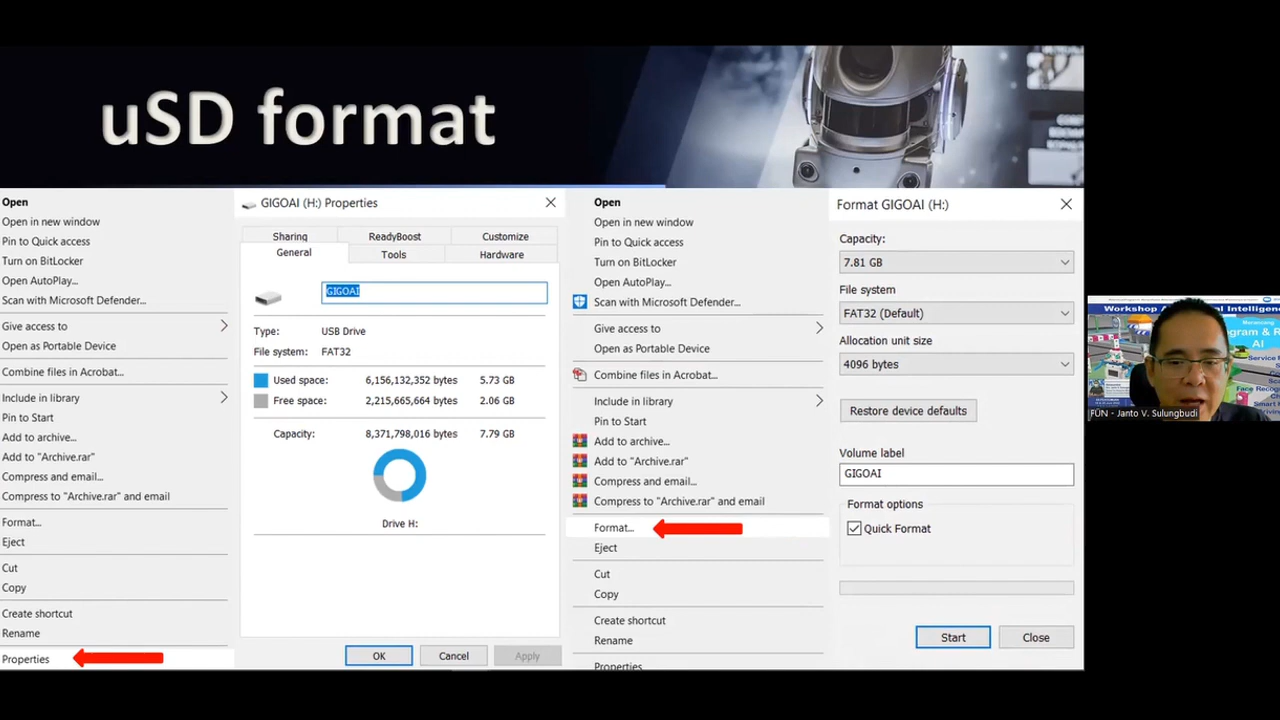 uSD format
Open
Open in new window
Pin to Quick access
Turn on BitLocker
Open AutoPlay...
Scan with Microsoft Defender...
Give access to
Open as Portable Device
Combine files in Acrobat...
Include in library
Pin to Start
Add to archive...
Add to "Archive.rar"
Compress and email...
Compress to "Archive.rar" and email
Format...
Eject
Cut
Copy
Create shortcut
Rename
Properties
GIGOAI (H:) Properties
Sharing ReadyBoost Customize
General Tools Hardware
GIGOAI
Type: USB Drive
File system: FAT32
Used space: 6,156,132,352 bytes 5.73 GB
Free space: 2,215,665,664 bytes 2.06 GB
Capacity: 8,371,798,016 bytes 7.79 GB
Drive H:
OK Cancel Apply
Open
Open in new window
Pin to Quick access
Turn on BitLocker
Open AutoPlay...
Scan with Microsoft Defender...
Give access to
Open as Portable Device
Combine files in Acrobat...
Include in library
Pin to Start
Add to archive...
Add to "Archive.rar"
Compress and email...
Compress to "Archive.rar" and email
Format...
Eject
Cut
Copy
Create shortcut
Rename
Properties
Format GIGOAI (H:)
Capacity:
7.81 GB
File system
FAT32 (Default)
Allocation unit size
4096 bytes
Restore device defaults
Volume label
GIGOAI
Format options
Quick Format
Start Close
Workshop
FUN - Janto V. Sulungbudi